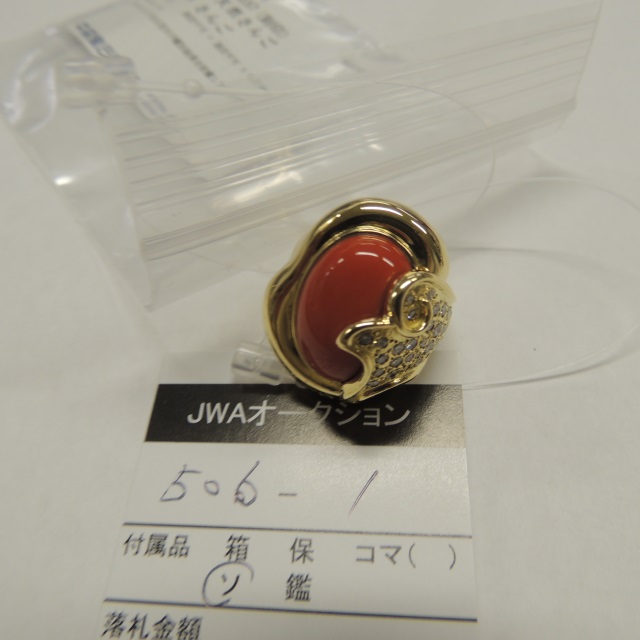 JWAオークション
506-1
付属品 箱 保 コマ( )
ソ 鑑
落札金額